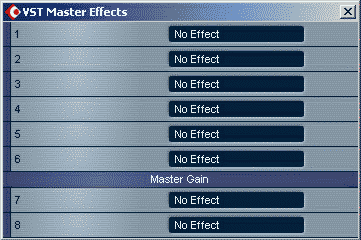 VST Master Effects
1 No Effect
2 No Effect
3 No Effect
4 No Effect
5 No Effect
6 No Effect
Master Gain
7 No Effect
8 No Effect